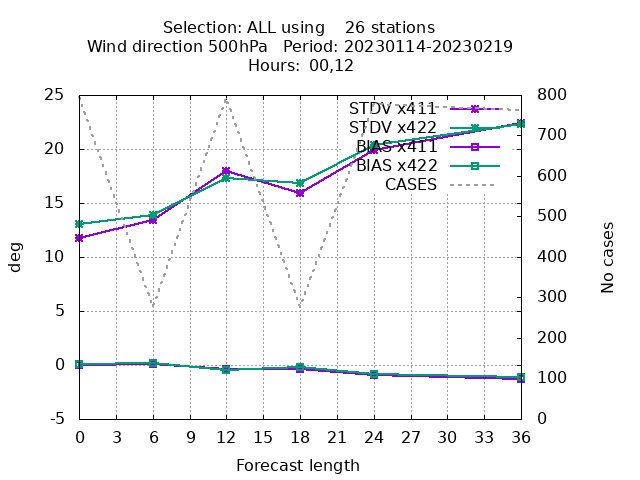 Selection: ALL using    26 stations
Wind direction 500hPa   Period: 20230114-20230219
Hours: 00,12
STDV x411
STDV x422
BIAS x411
BIAS x422
CASES
25
20
15
10
5
0
-5
deg
800
700
600
500
400
300
200
100
0
No cases
0 3 6 9 12 15 18 21 24 27 30 33 36
Forecast length